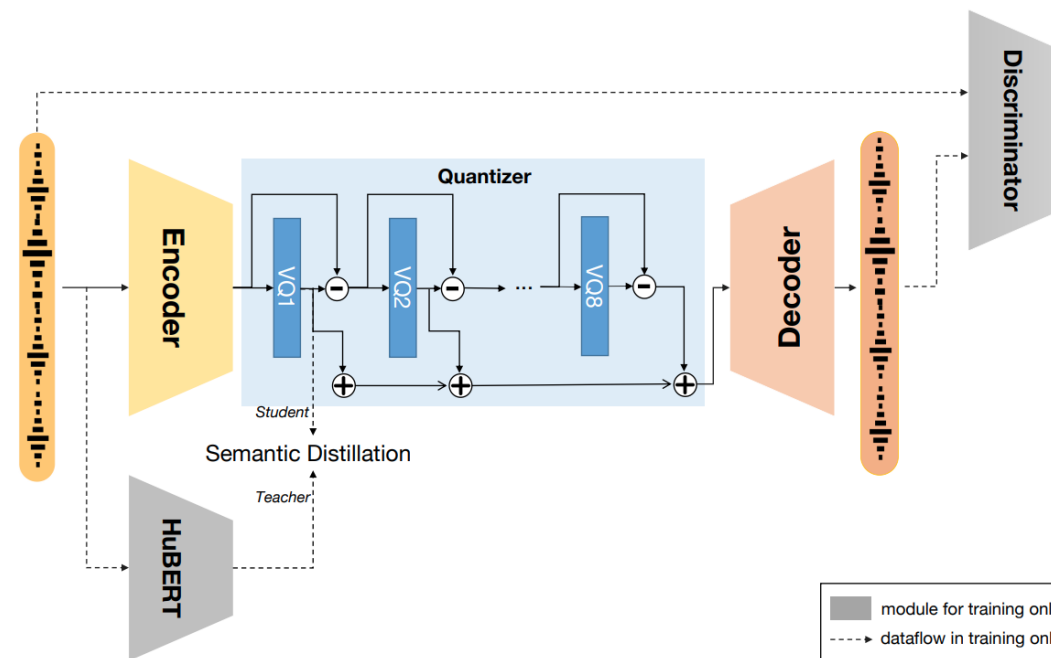 Discriminator
Quantizer
Encoder
VQ1
VQ2
...
VQ8
Decoder
Student
Semantic Distillation
Teacher
HuBERT
module for training onl
dataflow in training onl